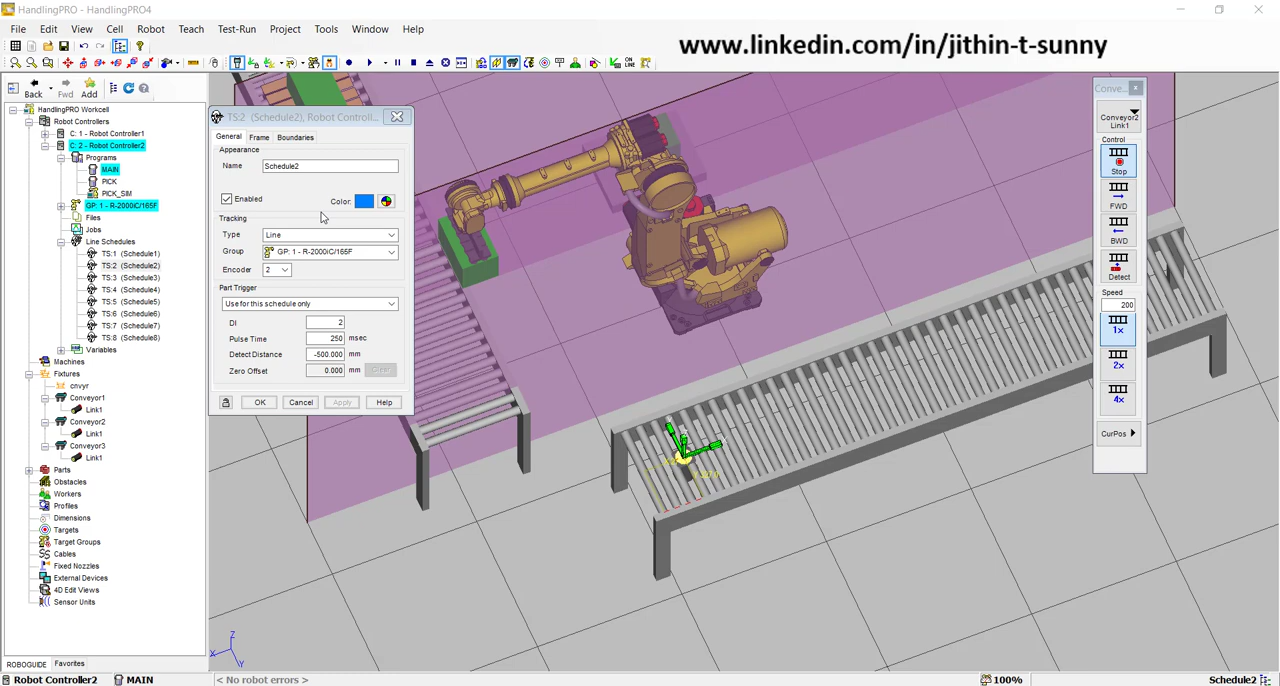 HandlingPRO - HandlingPRO4
File Edit View Cell Robot Teach Test-Run Project Tools Window Help
www.linkedin.com/in/jithin-t-sunny
Back Fwd Add
HandlingPRO Workcell
Robot Controllers
C: 1 - Robot Controller1
C: 2 - Robot Controller2
Programs
MAIN
PICK
PICK_SIM
GP: 1 - R-2000iC/165F
Files
Jobs
Line Schedules
TS:1 (Schedule1)
TS:2 (Schedule2)
TS:3 (Schedule3)
TS:4 (Schedule4)
TS:5 (Schedule5)
TS:6 (Schedule6)
TS:7 (Schedule7)
TS:8 (Schedule8)
Variables
Machines
Fixtures
cnvyr
Conveyor1
Link1
Conveyor2
Link1
Conveyor3
Link1
Parts
Obstacles
Workers
Profiles
Dimensions
Targets
Target Groups
Cables
Fixed Nozzles
External Devices
4D Edit Views
Sensor Units
ROBOGUIDE Favorites
TS:2 (Schedule2), Robot Controll...
General Frame Boundaries
Appearance
Name Schedule2
Enabled Color:
Tracking
Type Line
Group GP: 1 - R-2000iC/165F
Encoder 2
Part Trigger
Use for this schedule only
DI 2
Pulse Time 250 msec
Detect Distance -500.000 mm
Zero Offset 0.000 mm Clear
OK Cancel Apply Help
Conve...
Conveyor2
Link1
Control
Stop
FWD
BWD
Detect
Speed
200
1x
2x
4x
CurPos
ON
LINE
Z
X
Y
Robot Controller2 MAIN < No robot errors > 100% Schedule2